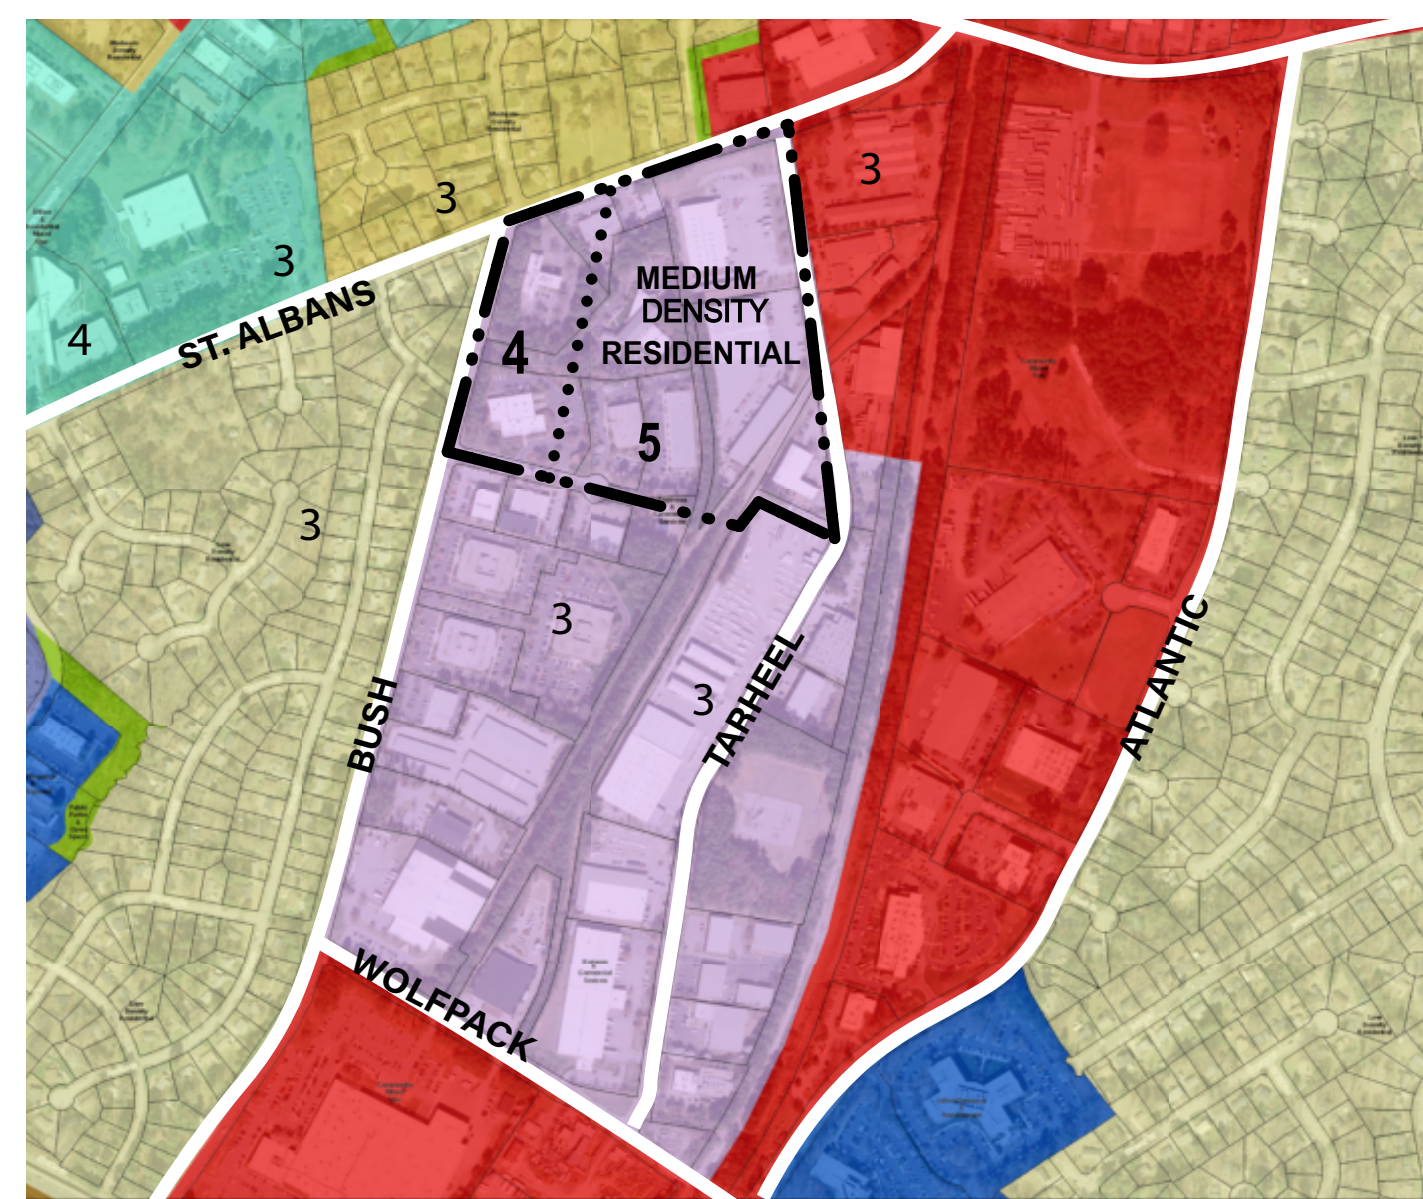 3
3
3
MEDIUM
DENSITY
RESIDENTIAL
ST. ALBANS
4
4
5
3
3
3
TARHEEL
ATLANTIC
BUSH
WOLFPACK